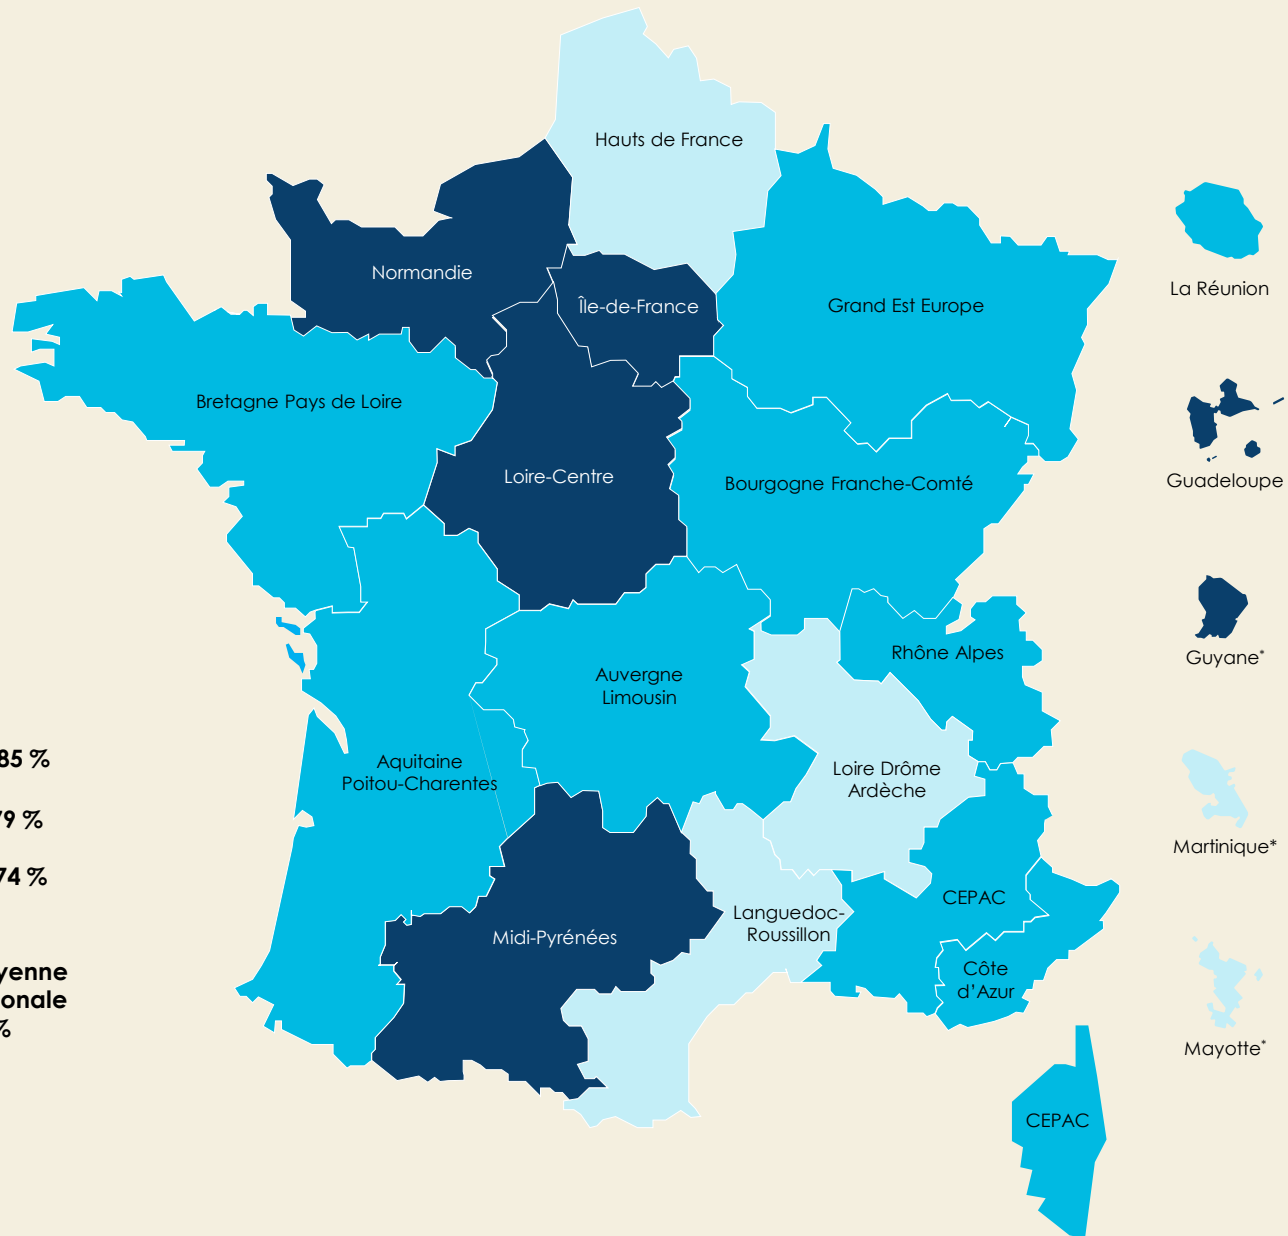 Hauts de France
Normandie
Île-de-France
Grand Est Europe
La Réunion
Bretagne Pays de Loire
Loire-Centre
Bourgogne Franche-Comté
Guadeloupe
Rhône Alpes
Guyane*
Auvergne
Limousin
85 %
79 %
74 %
Aquitaine
Poitou-Charentes
Loire Drôme
Ardèche
Martinique*
CEPAC
Languedoc-
Roussillon
Midi-Pyrénées
Côte
d'Azur
yenne
onale
%
Mayotte*
CEPAC